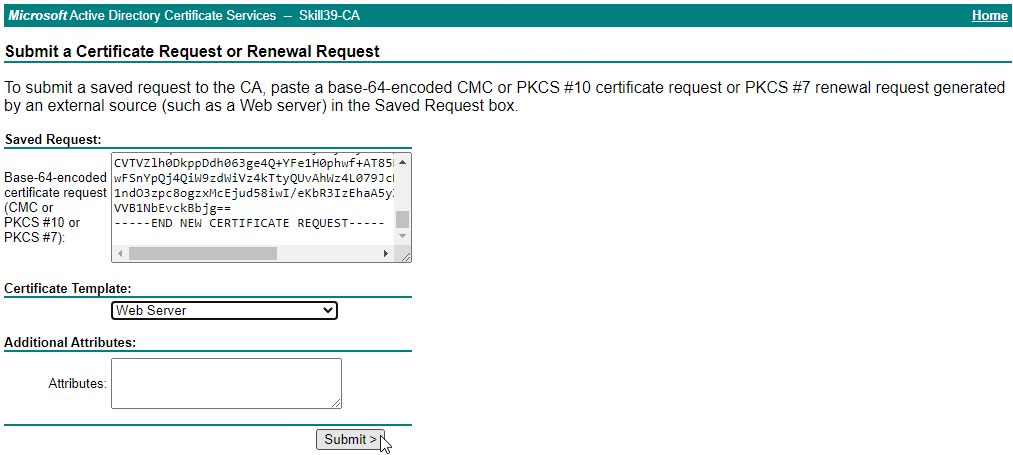 Microsoft Active Directory Certificate Services -- Skill39-CA Home
Submit a Certificate Request or Renewal Request
To submit a saved request to the CA, paste a base-64-encoded CMC or PKCS #10 certificate request or PKCS #7 renewal request generated
by an external source (such as a Web server) in the Saved Request box.
Saved Request:
Base-64-encoded
certificate request
(CMC or
PKCS #10 or
PKCS #7):
CVTVZlh0DkppDdh063ge4Q+YFe1H0phwf+AT85
wFSnYpQj4QiW9zdWiVz4kTtyQUvAhWz4L079Jc
1ndO3zpc8ogzxMcEjud58iwI/eKbR3IzEhaA5y
VVB1NbEvckBbjg==
-----END NEW CERTIFICATE REQUEST-----
Certificate Template:
Web Server
Additional Attributes:
Attributes:
Submit >